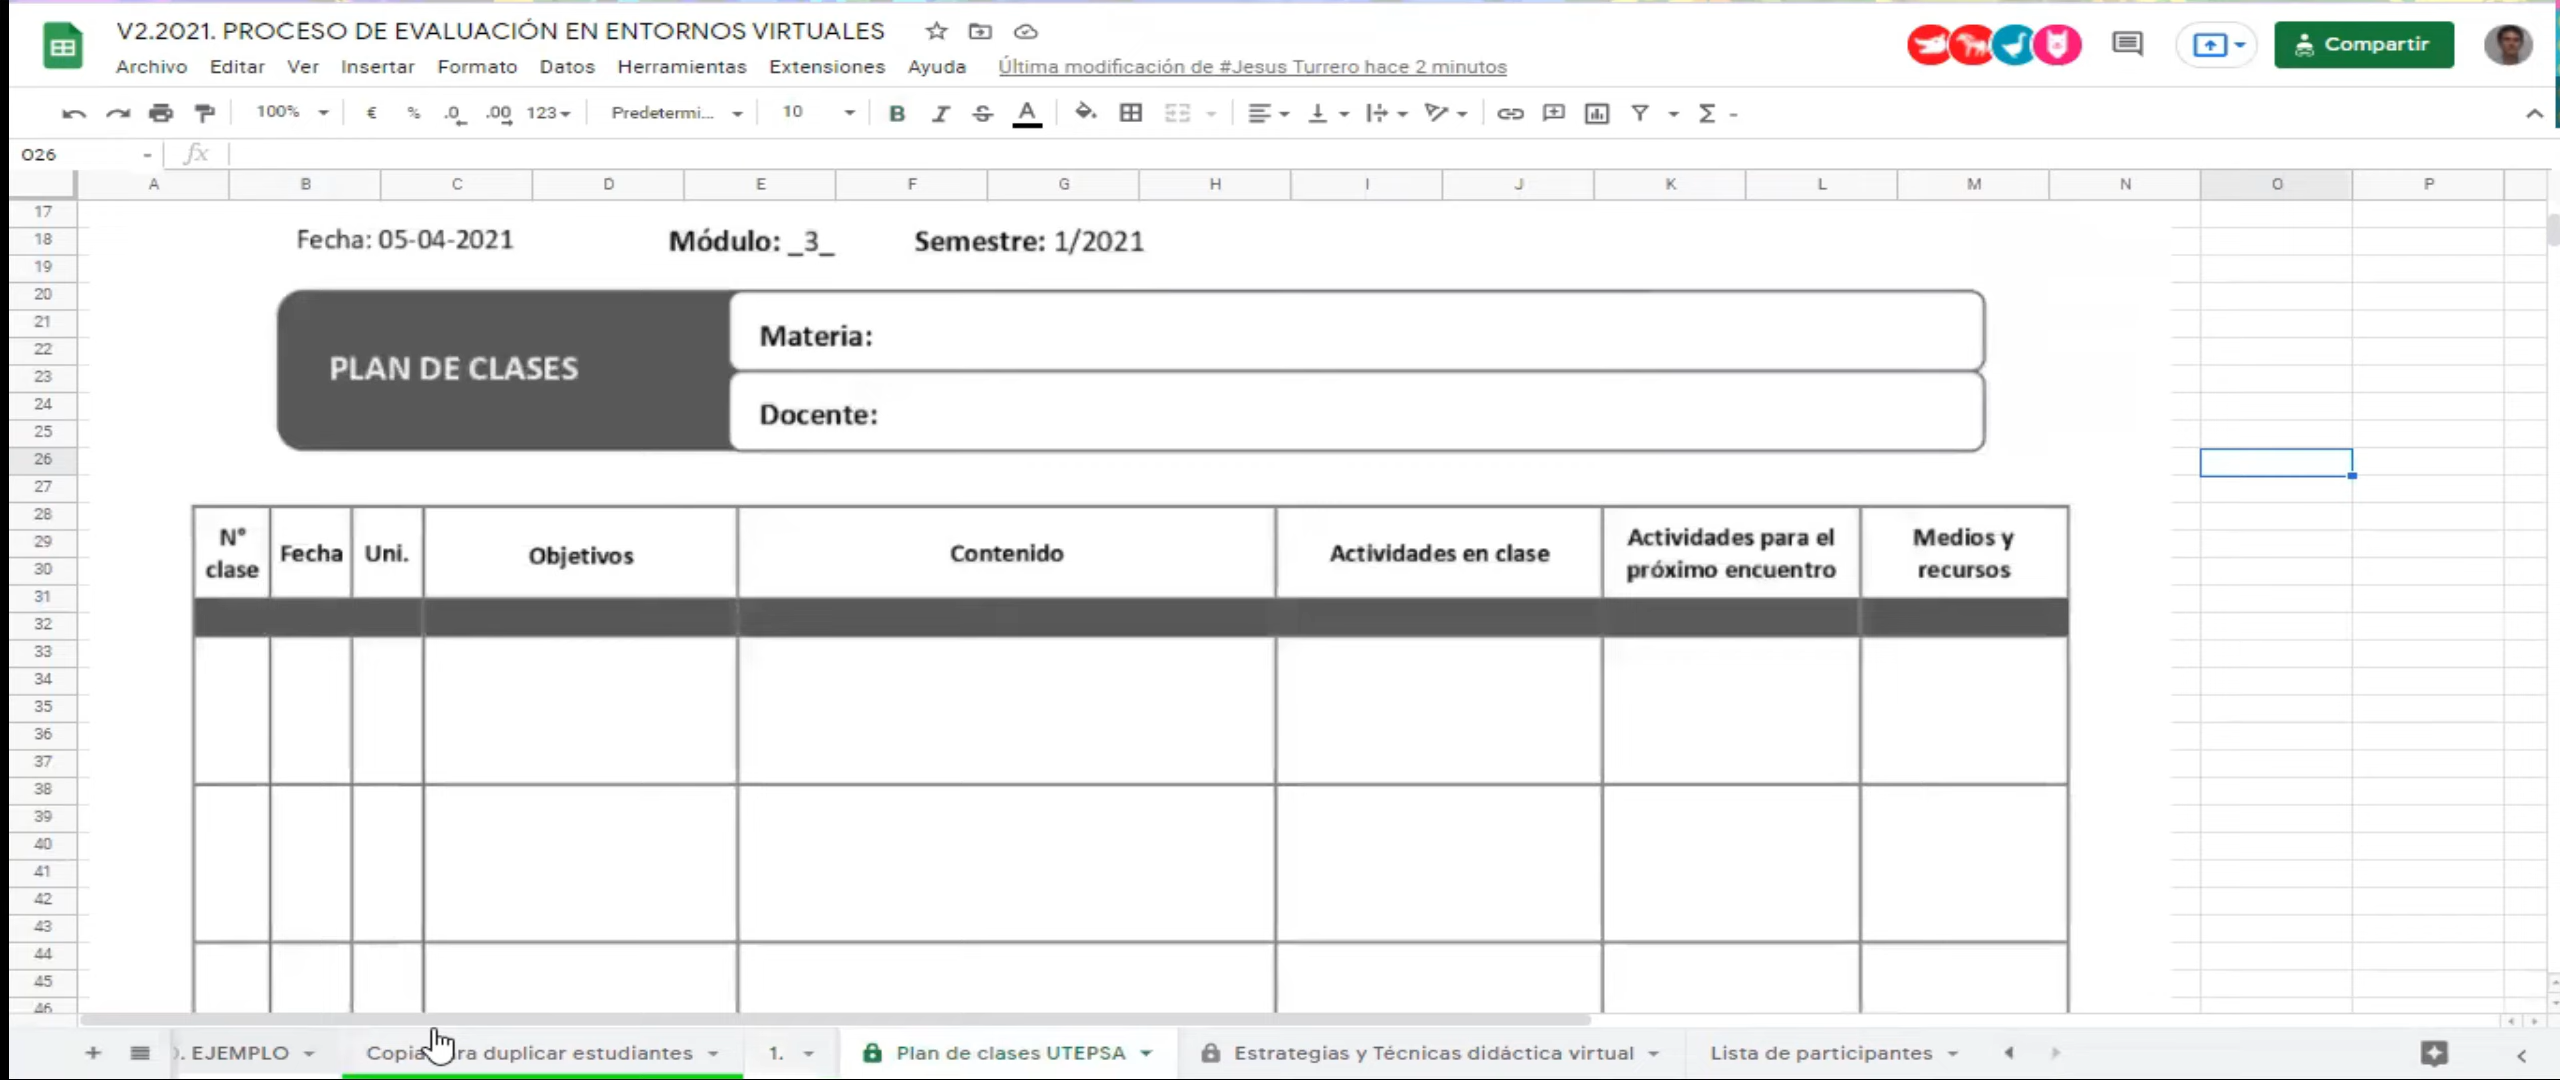 V2.2021. PROCESO DE EVALUACIÓN EN ENTORNOS VIRTUALES
Compartir
Archivo Editar Ver Insertar Formato Datos Herramientas Extensiones Ayuda Última modificación de #Jesus Turrero hace 2 minutos
100% € % .0 .00 123 Predetermi... 10 B I S A Σ
O26 fx
A B C D E F G H I J K L M N O P
17
18
19
20
21
22
23
24
25
26
27
28
29
30
31
32
33
34
35
36
37
38
39
40
41
42
43
44
45
46
Fecha: 05-04-2021 Módulo: _3_ Semestre: 1/2021
PLAN DE CLASES
Materia:
Docente:
N° clase Fecha Uni. Objetivos Contenido Actividades en clase Actividades para el próximo encuentro Medios y recursos
. EJEMPLO duplicar estudiantes 1. Plan de clases UTEPSA Estrategias y Técnicas didáctica virtual Lista de participantes